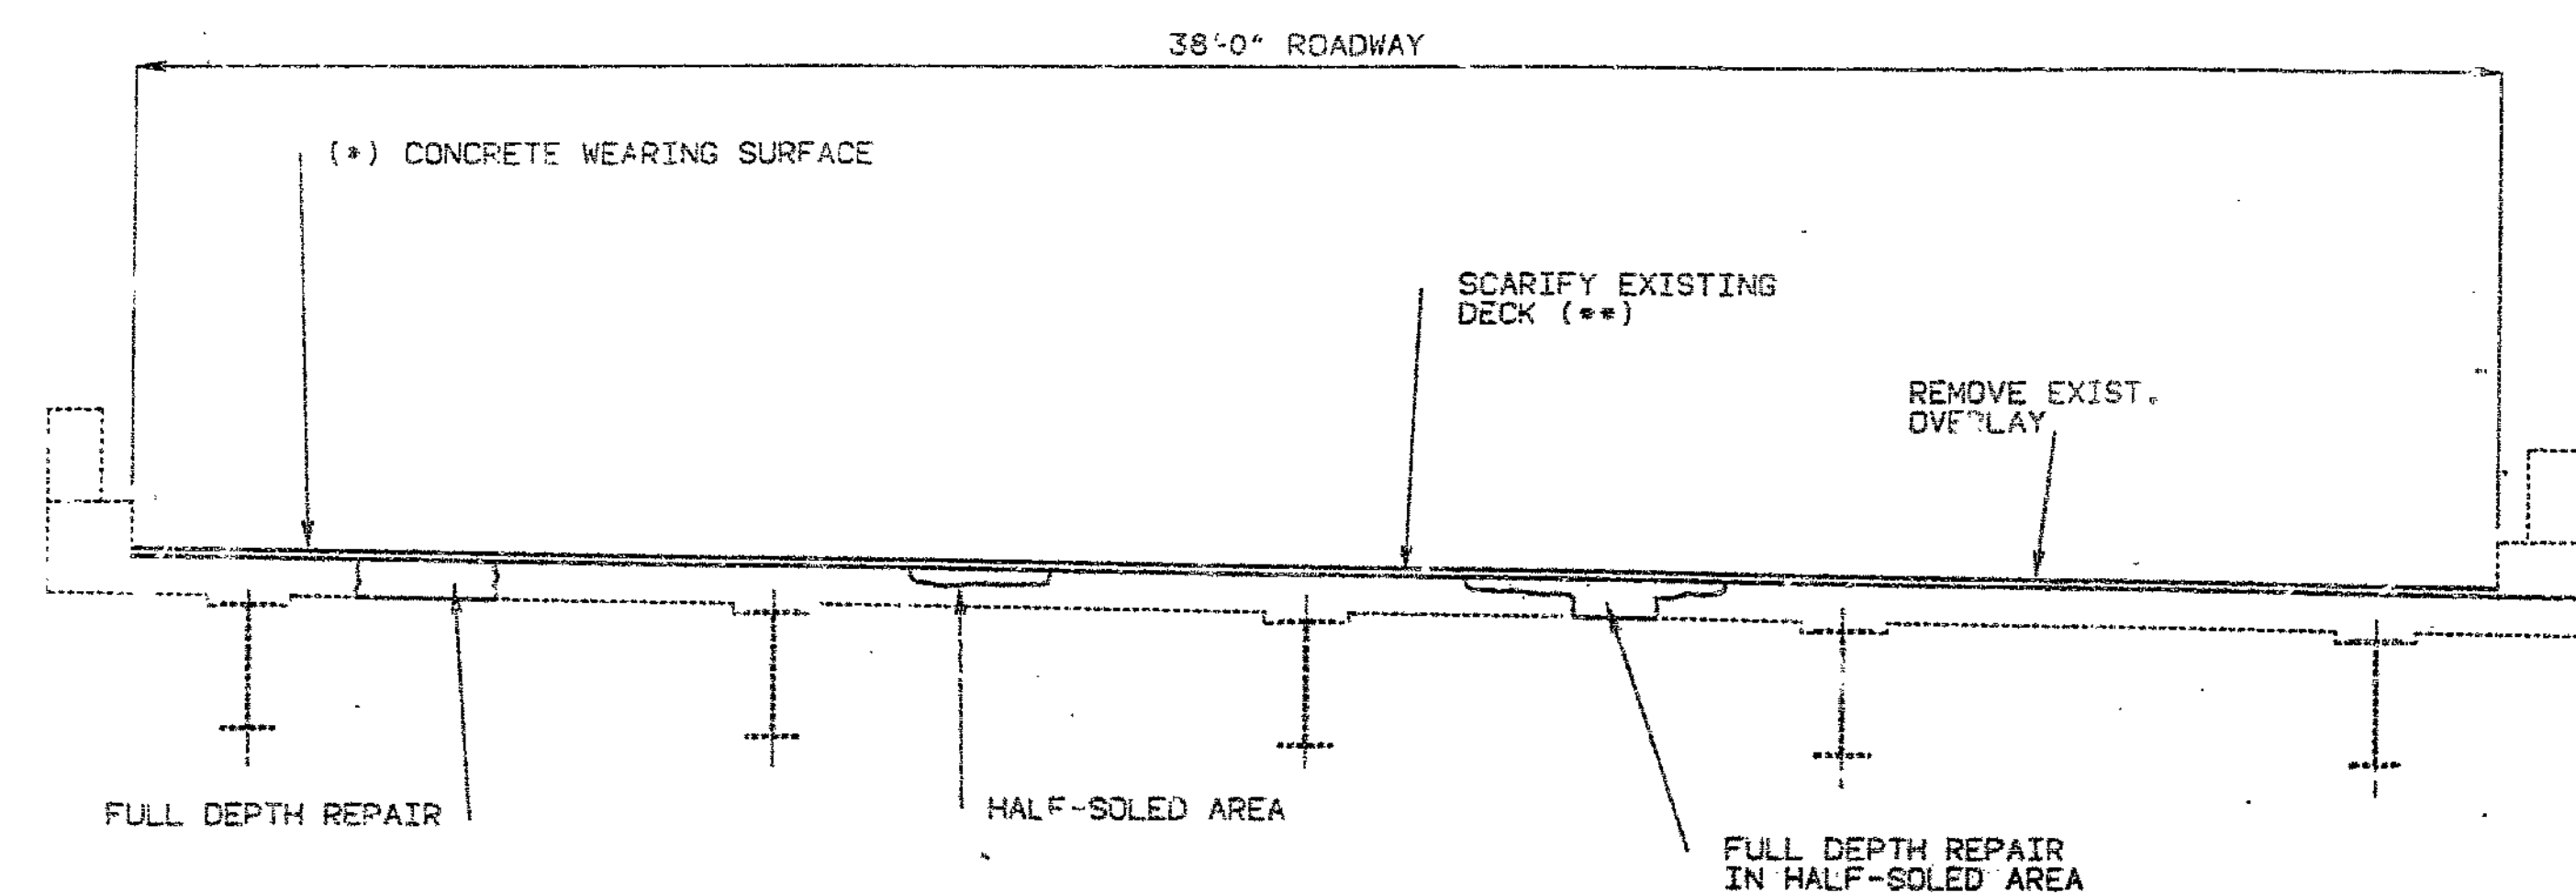 38'-0" ROADWAY
(*) CONCRETE WEARING SURFACE
SCARIFY EXISTING
DECK (**)
REMOVE EXIST.
OVERLAY
FULL DEPTH REPAIR
HALF-SOLED AREA
FULL DEPTH REPAIR
IN HALF-SOLED AREA